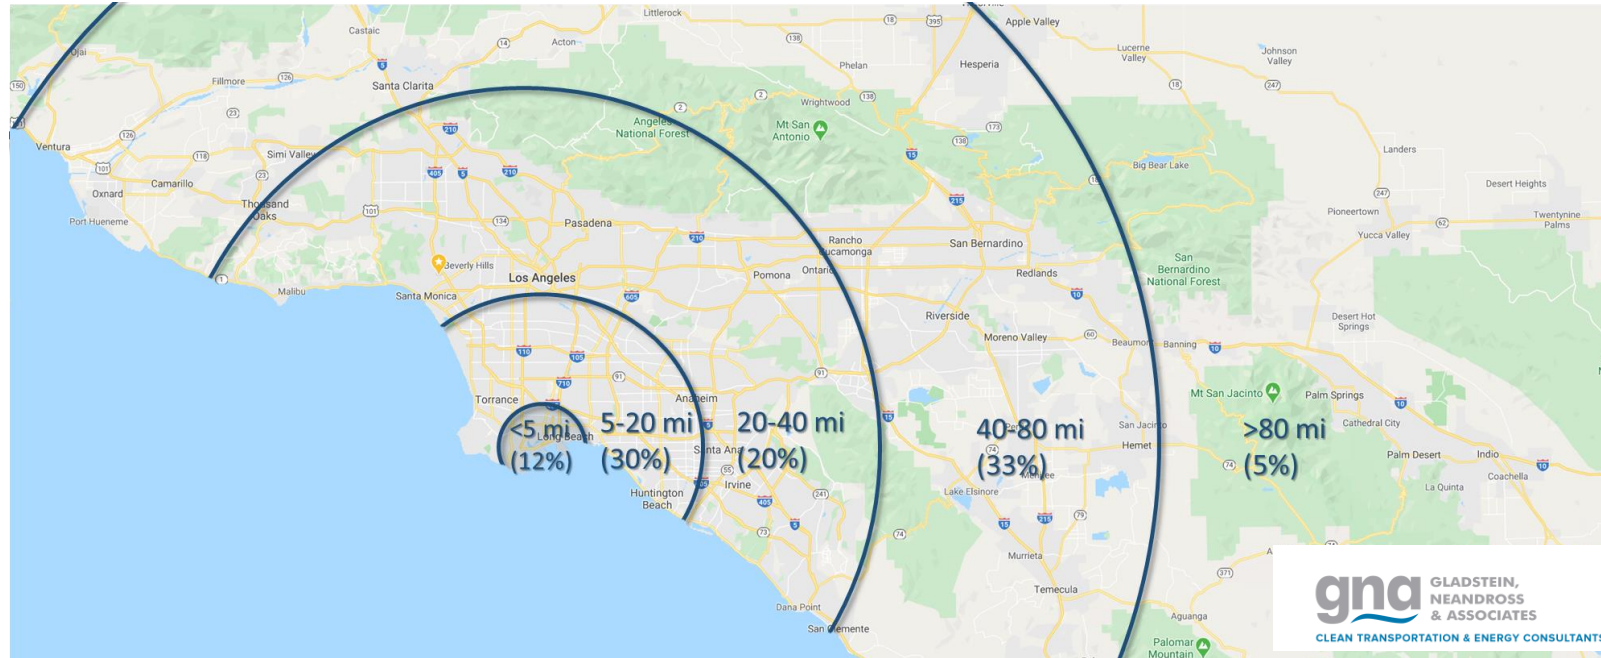 Littlerock
Apple Valley
Castaic
Acton
Phelan
Hesperia
Lucerne
Valley
Johnson
Valley
Ojai
Fillmore
Santa Clarita
Wrightwood
Angeles
National Forest
Mt San
Antonio
Ventura
Simi Valley
Landers
Big Bear Lake
Camarillo
Oxnard
Thousand
Oaks
Desert Heights
Port Hueneme
Pasadena
Pioneertown
Yucca Valley
Twentynine
Palms
Rancho
Cucamonga
San Bernardino
Beverly Hills
Los Angeles
Pomona
Ontario
Redlands
San
Bernardino
National Forest
Malibu
Santa Monica
Riverside
Moreno Valley
Beaumont
Banning
Desert Hot
Springs
Torrance
Anaheim
Mt San Jacinto
Palm Springs
<5 mi
(12%)
Long Beach
5-20 mi
(30%)
20-40 mi
(20%)
Santa Ana
40-80 mi
(33%)
San Jacinto
Hemet
>80 mi
(5%)
Cathedral City
Palm Desert
Indio
Coachella
La Quinta
Irvine
Huntington
Beach
Lake Elsinore
Menifee
Murrieta
Temecula
Dana Point
San Clemente
Aguanga
Palomar
Mountain
gna
GLADSTEIN,
NEANDROSS
& ASSOCIATES
CLEAN TRANSPORTATION & ENERGY CONSULTANTS